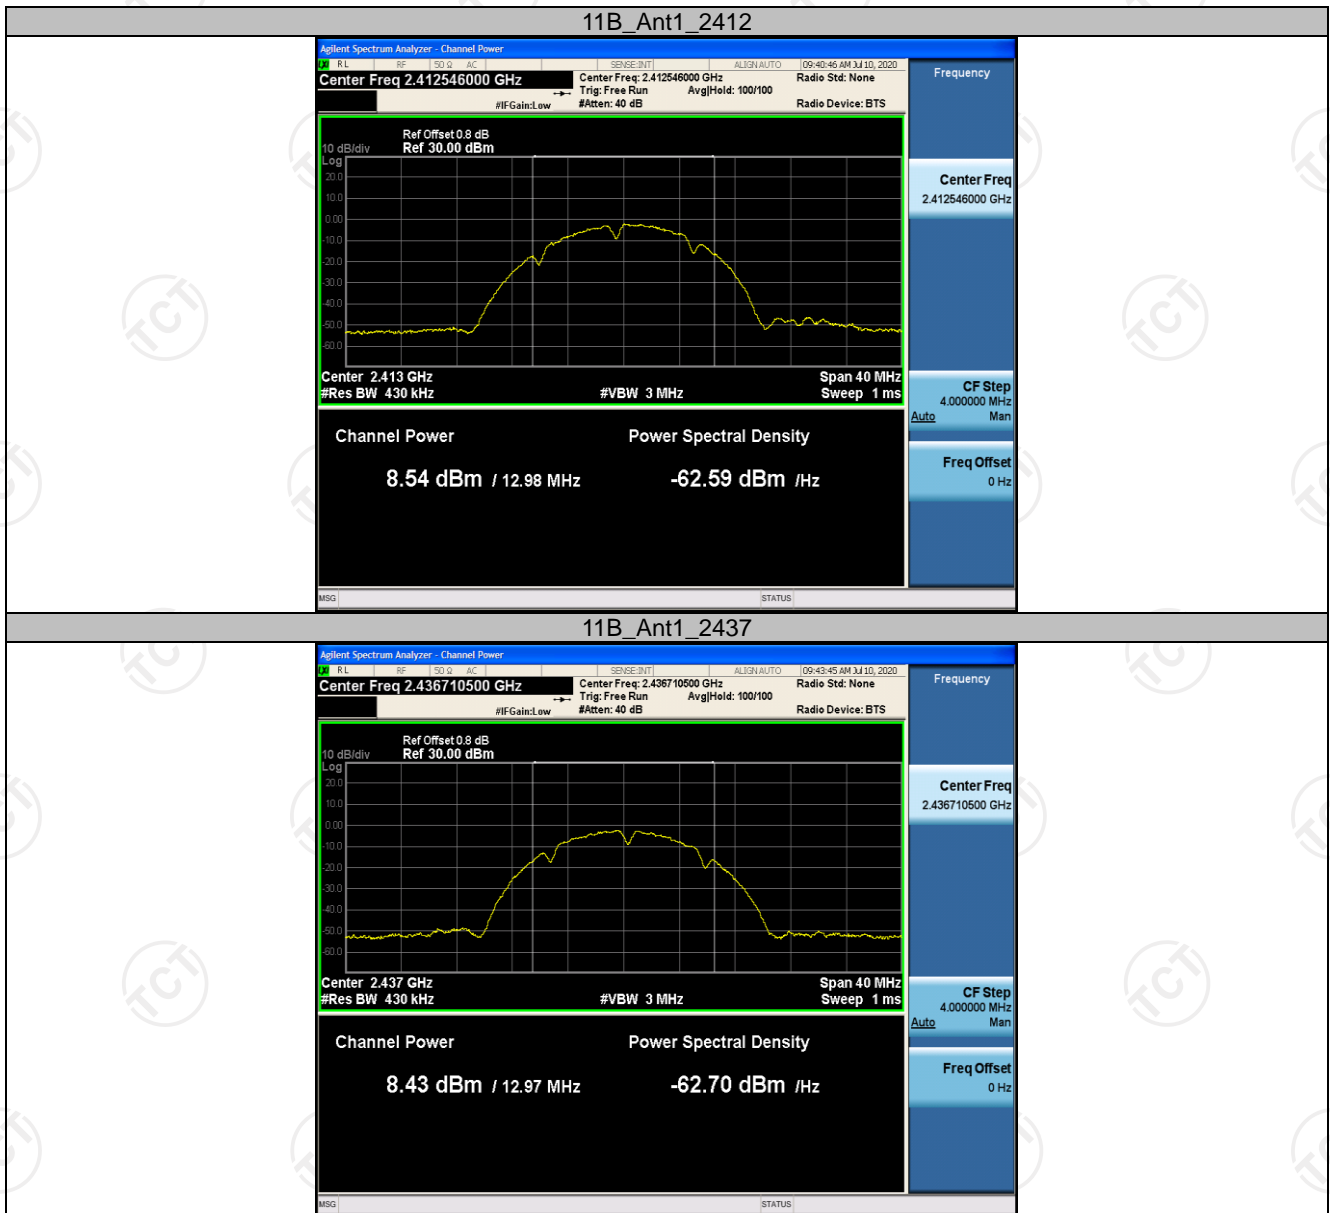 11B_Ant1_2412
Agilent Spectrum Analyzer - Channel Power
RL RF 50 Ω AC SENSE:INT ALIGN AUTO 09:40:46 AM Jul 10, 2020
Center Freq 2.412546000 GHz
Center Freq: 2.412546000 GHz
Radio Std: None
Trig: Free Run Avg|Hold: 100/100
#IFGain:Low #Atten: 40 dB Radio Device: BTS
Frequency
Ref Offset 0.8 dB
10 dB/div Ref 30.00 dBm
Log
20.0
10.0
0.00
-10.0
-20.0
-30.0
-40.0
-50.0
-60.0
Center Freq
2.412546000 GHz
Center 2.413 GHz Span 40 MHz
#Res BW 430 kHz #VBW 3 MHz Sweep 1 ms
CF Step
4.000000 MHz
Auto Man
Channel Power Power Spectral Density
8.54 dBm / 12.98 MHz -62.59 dBm /Hz
Freq Offset
0 Hz
MSG STATUS
11B_Ant1_2437
Agilent Spectrum Analyzer - Channel Power
RL RF 50 Ω AC SENSE:INT ALIGN AUTO 09:43:45 AM Jul 10, 2020
Center Freq 2.436710500 GHz
Center Freq: 2.436710500 GHz
Radio Std: None
Trig: Free Run Avg|Hold: 100/100
#IFGain:Low #Atten: 40 dB Radio Device: BTS
Frequency
Ref Offset 0.8 dB
10 dB/div Ref 30.00 dBm
Log
20.0
10.0
0.00
-10.0
-20.0
-30.0
-40.0
-50.0
-60.0
Center Freq
2.436710500 GHz
Center 2.437 GHz Span 40 MHz
#Res BW 430 kHz #VBW 3 MHz Sweep 1 ms
CF Step
4.000000 MHz
Auto Man
Channel Power Power Spectral Density
8.43 dBm / 12.97 MHz -62.70 dBm /Hz
Freq Offset
0 Hz
MSG STATUS
TCT